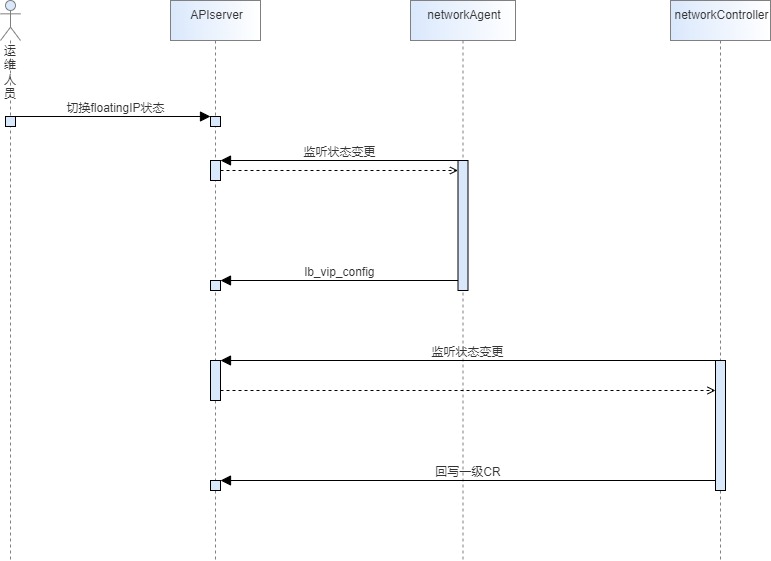 APIserver
networkAgent
networkController
运
维
人
员
切换floatingIP状态
监听状态变更
lb_vip_config
监听状态变更
回写一级CR